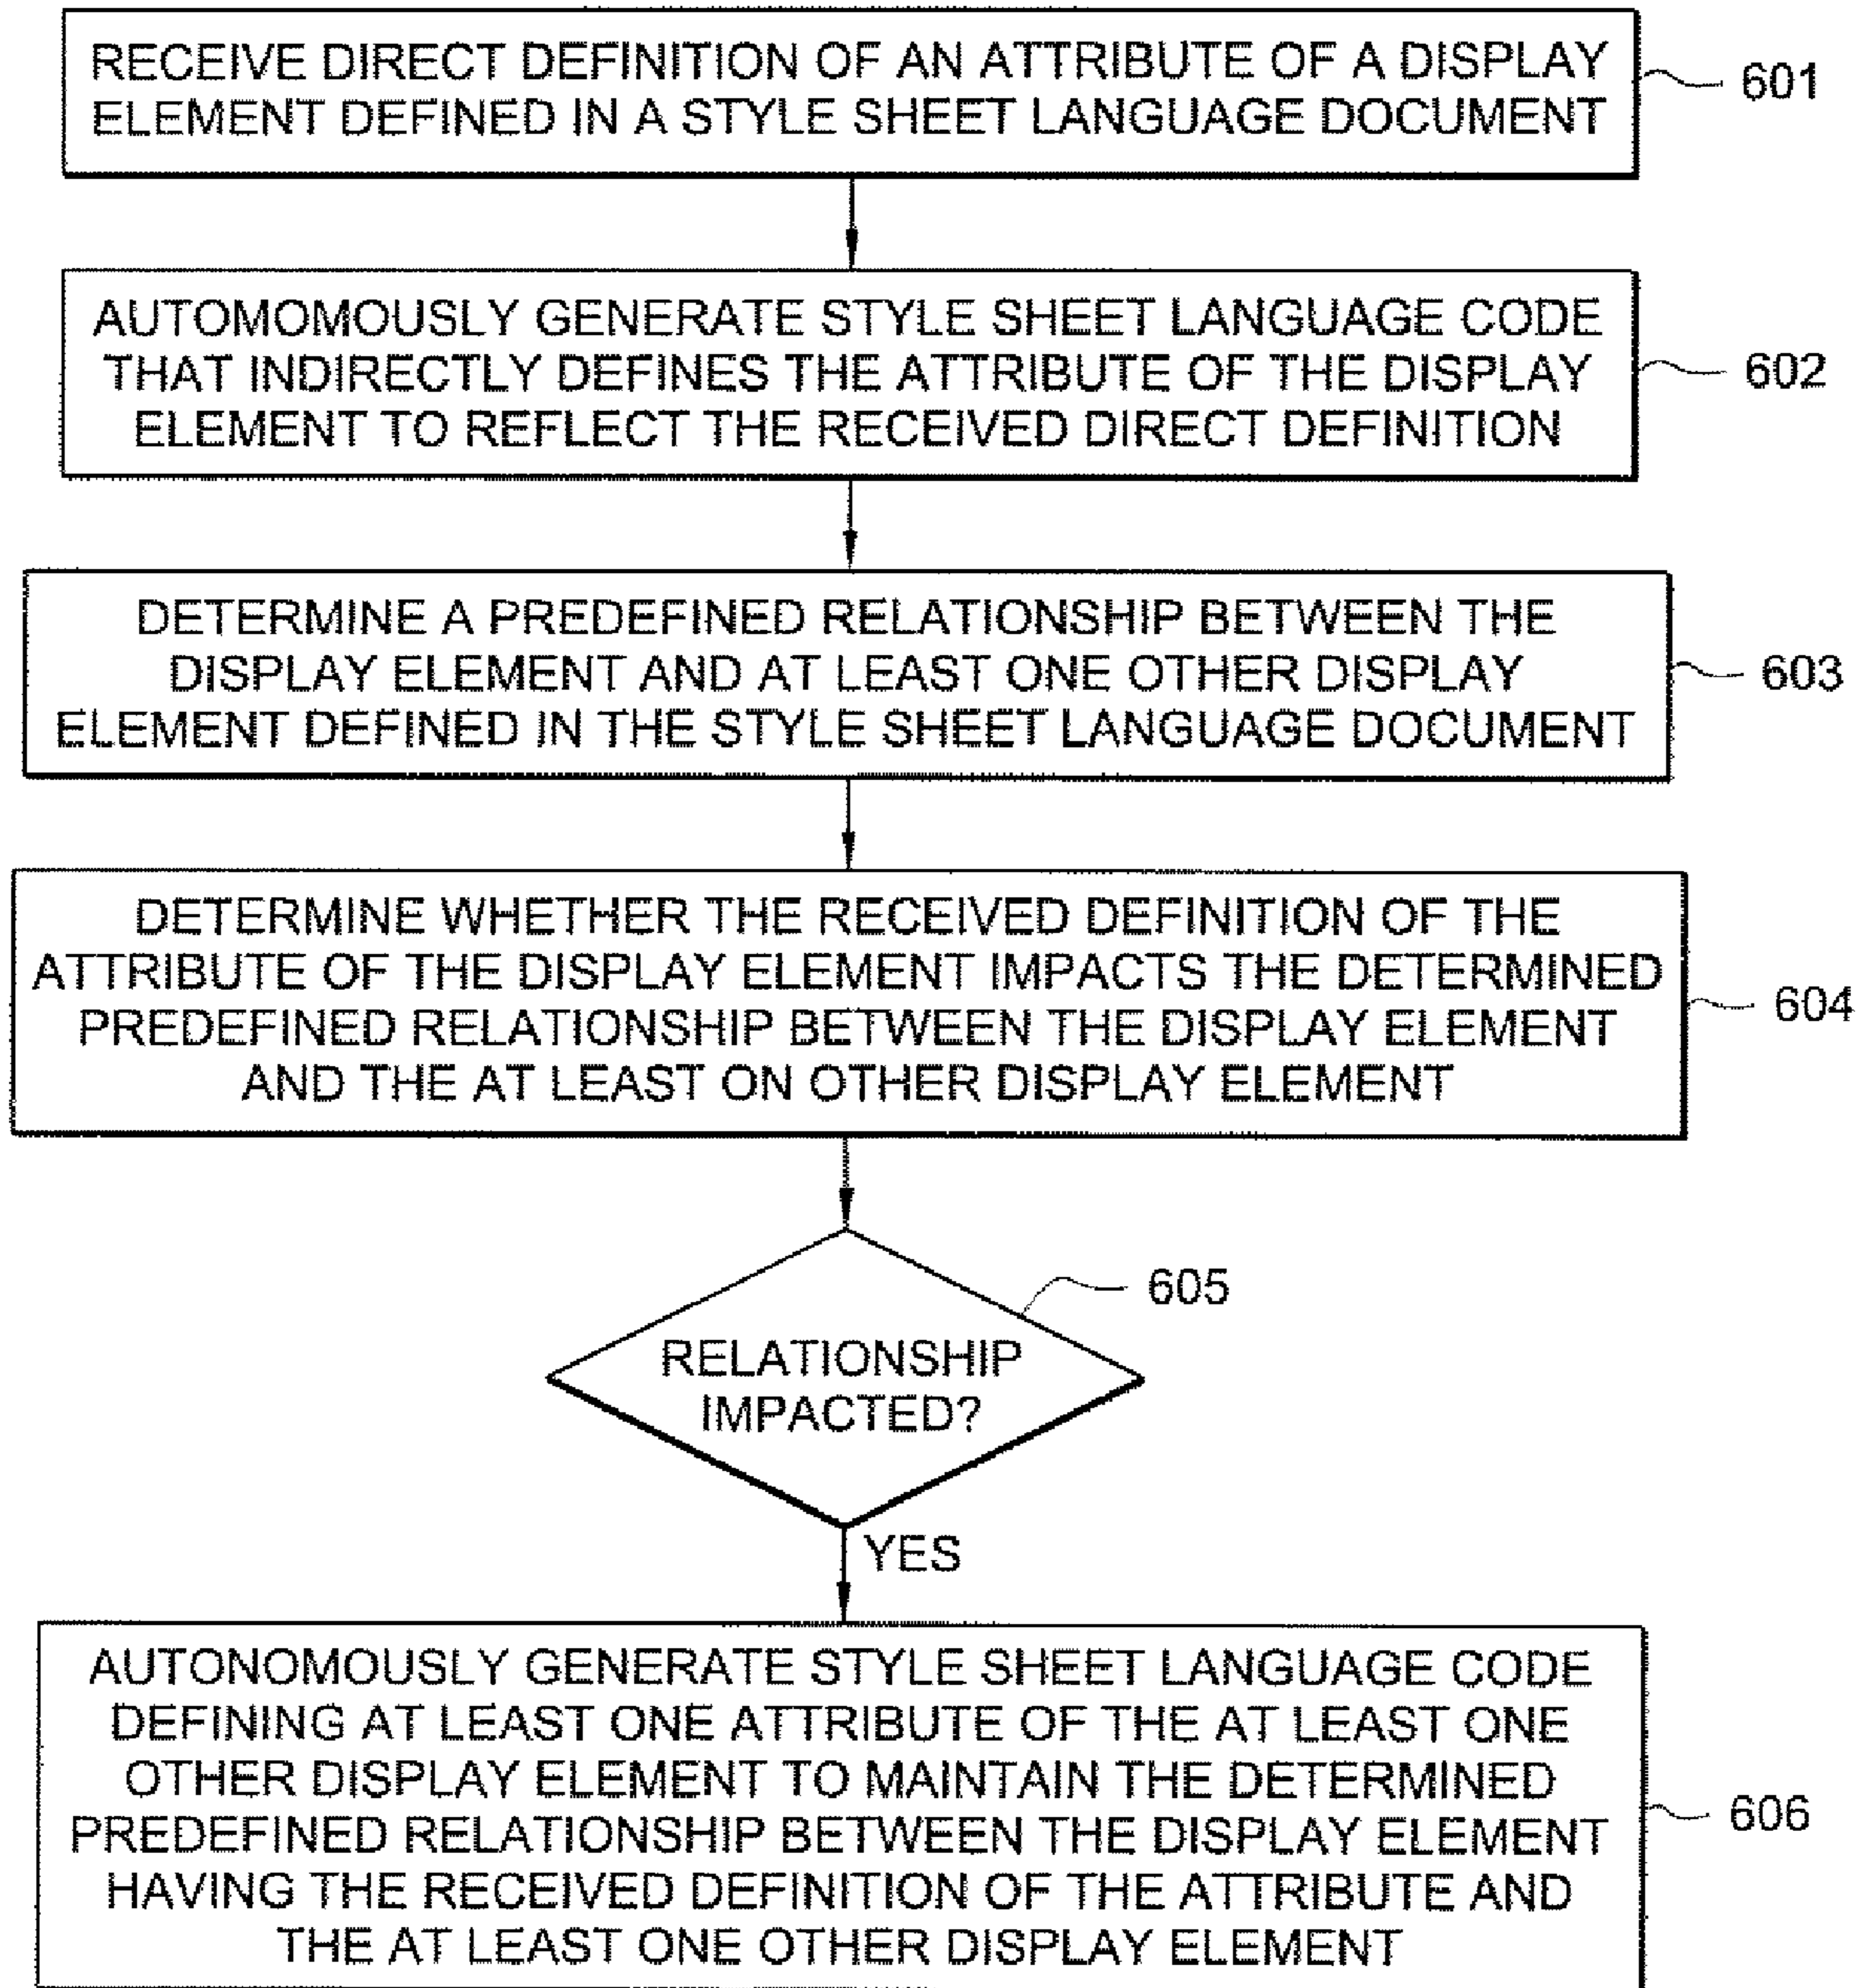 RECEIVE DIRECT DEFINITION OF AN ATTRIBUTE OF A DISPLAY
ELEMENT DEFINED IN A STYLE SHEET LANGUAGE DOCUMENT
601
AUTOMOMOUSLY GENERATE STYLE SHEET LANGUAGE CODE
THAT INDIRECTLY DEFINES THE ATTRIBUTE OF THE DISPLAY
ELEMENT TO REFLECT THE RECEIVED DIRECT DEFINITION
602
DETERMINE A PREDEFINED RELATIONSHIP BETWEEN THE
DISPLAY ELEMENT AND AT LEAST ONE OTHER DISPLAY
ELEMENT DEFINED IN THE STYLE SHEET LANGUAGE DOCUMENT
603
DETERMINE WHETHER THE RECEIVED DEFINITION OF THE
ATTRIBUTE OF THE DISPLAY ELEMENT IMPACTS THE DETERMINED
PREDEFINED RELATIONSHIP BETWEEN THE DISPLAY ELEMENT
AND THE AT LEAST ON OTHER DISPLAY ELEMENT
604
605
RELATIONSHIP
IMPACTED?
YES
AUTONOMOUSLY GENERATE STYLE SHEET LANGUAGE CODE
DEFINING AT LEAST ONE ATTRIBUTE OF THE AT LEAST ONE
OTHER DISPLAY ELEMENT TO MAINTAIN THE DETERMINED
PREDEFINED RELATIONSHIP BETWEEN THE DISPLAY ELEMENT
HAVING THE RECEIVED DEFINITION OF THE ATTRIBUTE AND
THE AT LEAST ONE OTHER DISPLAY ELEMENT
606